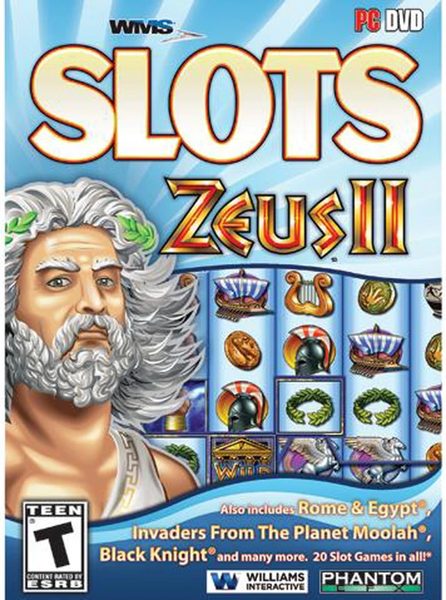 WMS
PC DVD
SLOTS
ZEUS II
WILD
Also includes Rome & Egypt®,
Invaders From The Planet Moolah®,
Black Knight® and many more. 20 Slot Games in all!*
TEEN
T
CONTENT RATED BY
ESRB
WILLIAMS
INTERACTIVE
PHANTOM